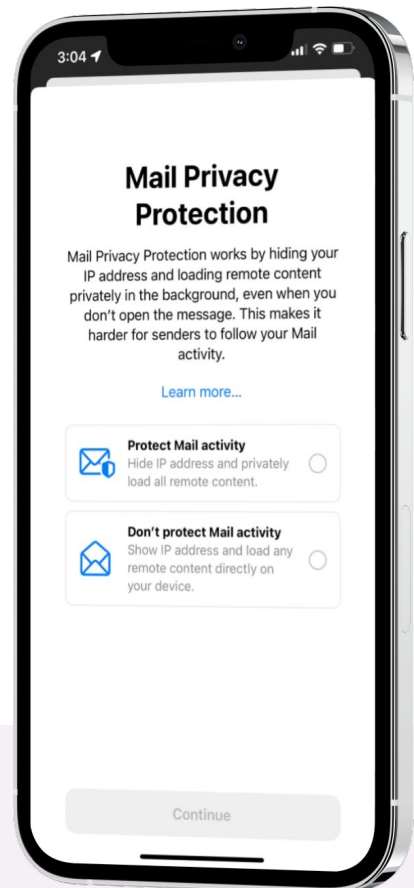 3:04
Mail Privacy
Protection
Mail Privacy Protection works by hiding your
IP address and loading remote content
privately in the background, even when you
don’t open the message. This makes it
harder for senders to follow your Mail
activity.
Learn more...
Protect Mail activity
Hide IP address and privately
load all remote content.
Don’t protect Mail activity
Show IP address and load any
remote content directly on
your device.
Continue